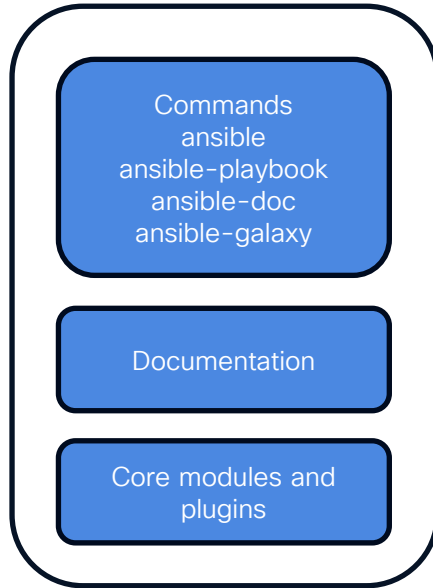 Commands
ansible
ansible-playbook
ansible-doc
ansible-galaxy
Documentation
Core modules and
plugins